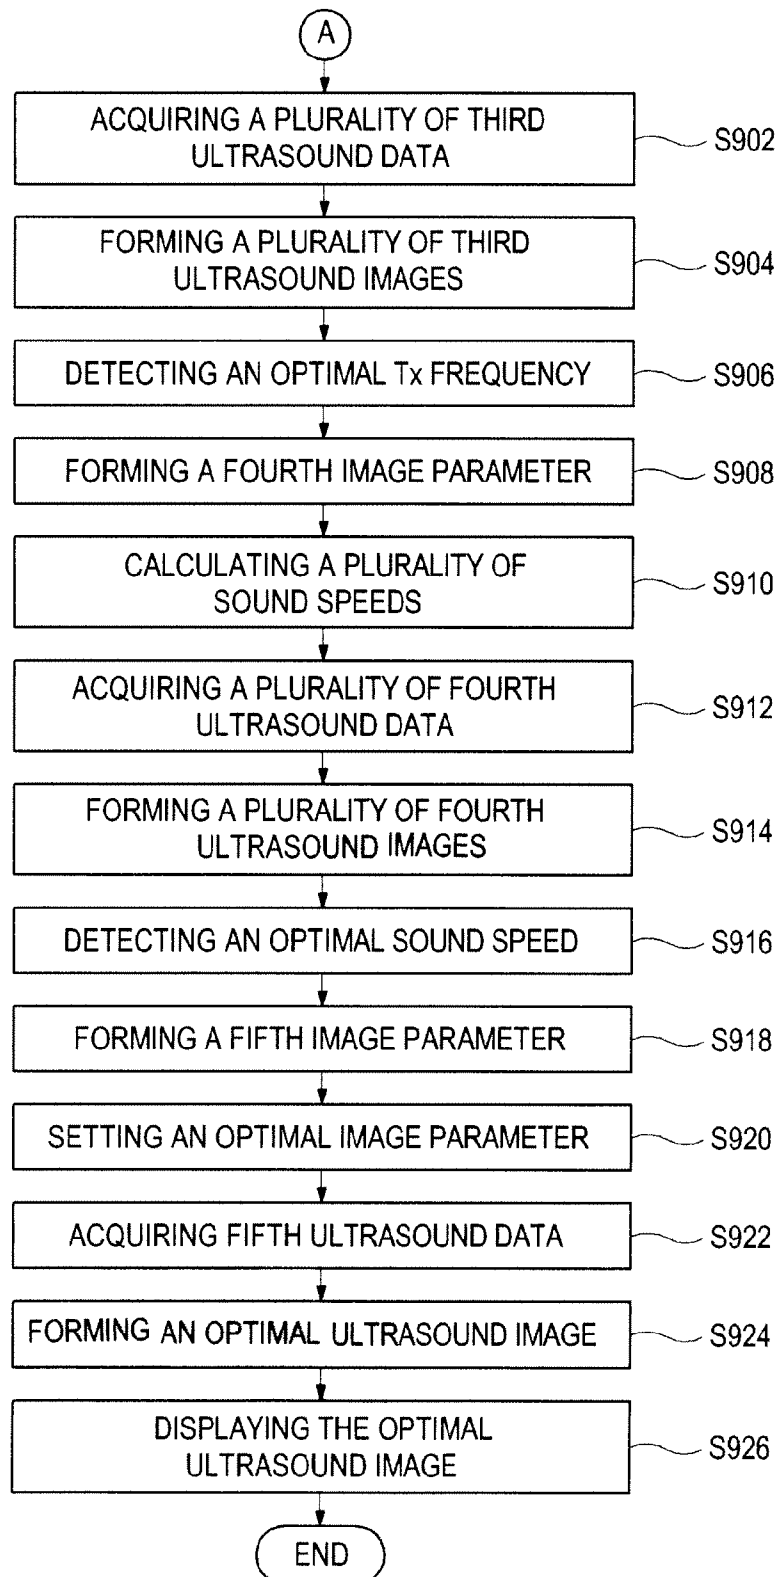 A
ACQUIRING A PLURALITY OF THIRD
ULTRASOUND DATA
S902
FORMING A PLURALITY OF THIRD
ULTRASOUND IMAGES
S904
DETECTING AN OPTIMAL Tx FREQUENCY
S906
FORMING A FOURTH IMAGE PARAMETER
S908
CALCULATING A PLURALITY OF
SOUND SPEEDS
S910
ACQUIRING A PLURALITY OF FOURTH
ULTRASOUND DATA
S912
FORMING A PLURALITY OF FOURTH
ULTRASOUND IMAGES
S914
DETECTING AN OPTIMAL SOUND SPEED
S916
FORMING A FIFTH IMAGE PARAMETER
S918
SETTING AN OPTIMAL IMAGE PARAMETER
S920
ACQUIRING FIFTH ULTRASOUND DATA
S922
FORMING AN OPTIMAL ULTRASOUND IMAGE
S924
DISPLAYING THE OPTIMAL
ULTRASOUND IMAGE
S926
END